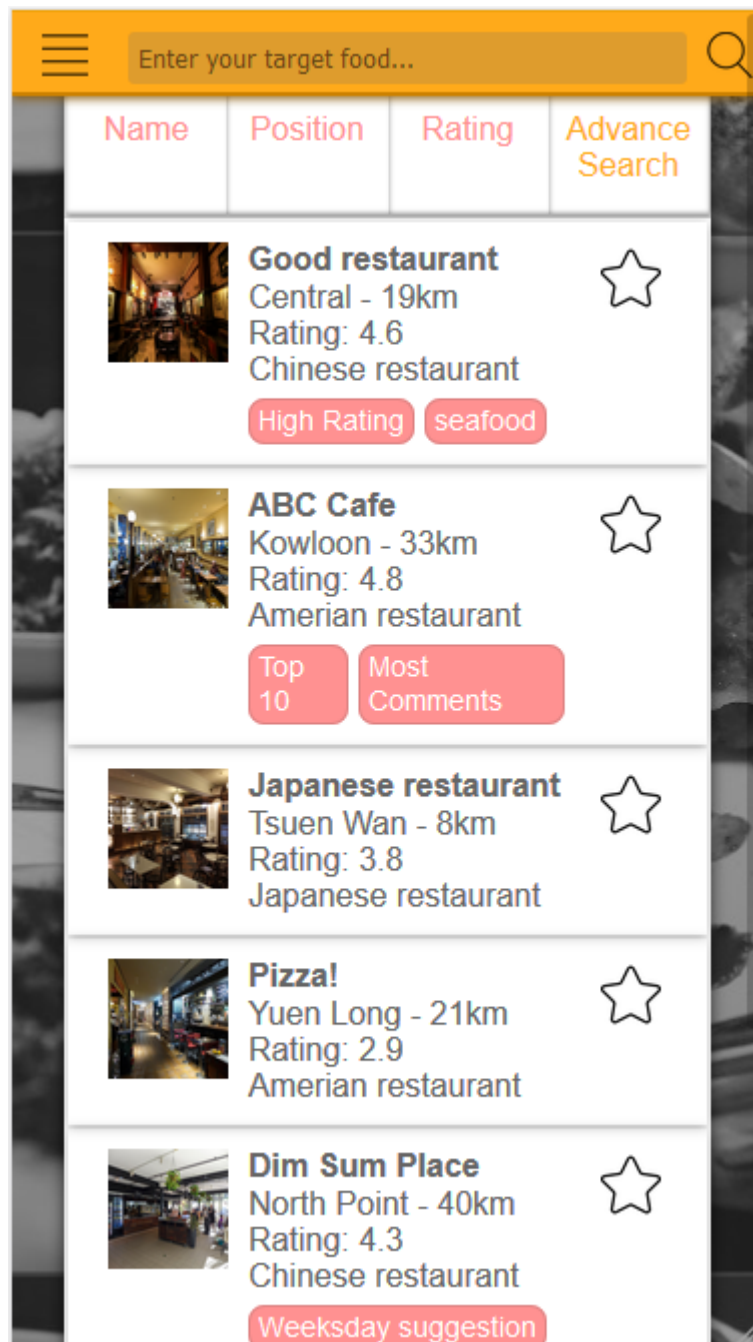 Enter your target food...
Name
Position
Rating
Advance
Search
Good restaurant
Central - 19km
Rating: 4.6
Chinese restaurant
High Rating
seafood
ABC Cafe
Kowloon - 33km
Rating: 4.8
Amerian restaurant
Top
10
Most
Comments
Japanese restaurant
Tsuen Wan - 8km
Rating: 3.8
Japanese restaurant
Pizza!
Yuen Long - 21km
Rating: 2.9
Amerian restaurant
Dim Sum Place
North Point - 40km
Rating: 4.3
Chinese restaurant
Weeksday suggestion